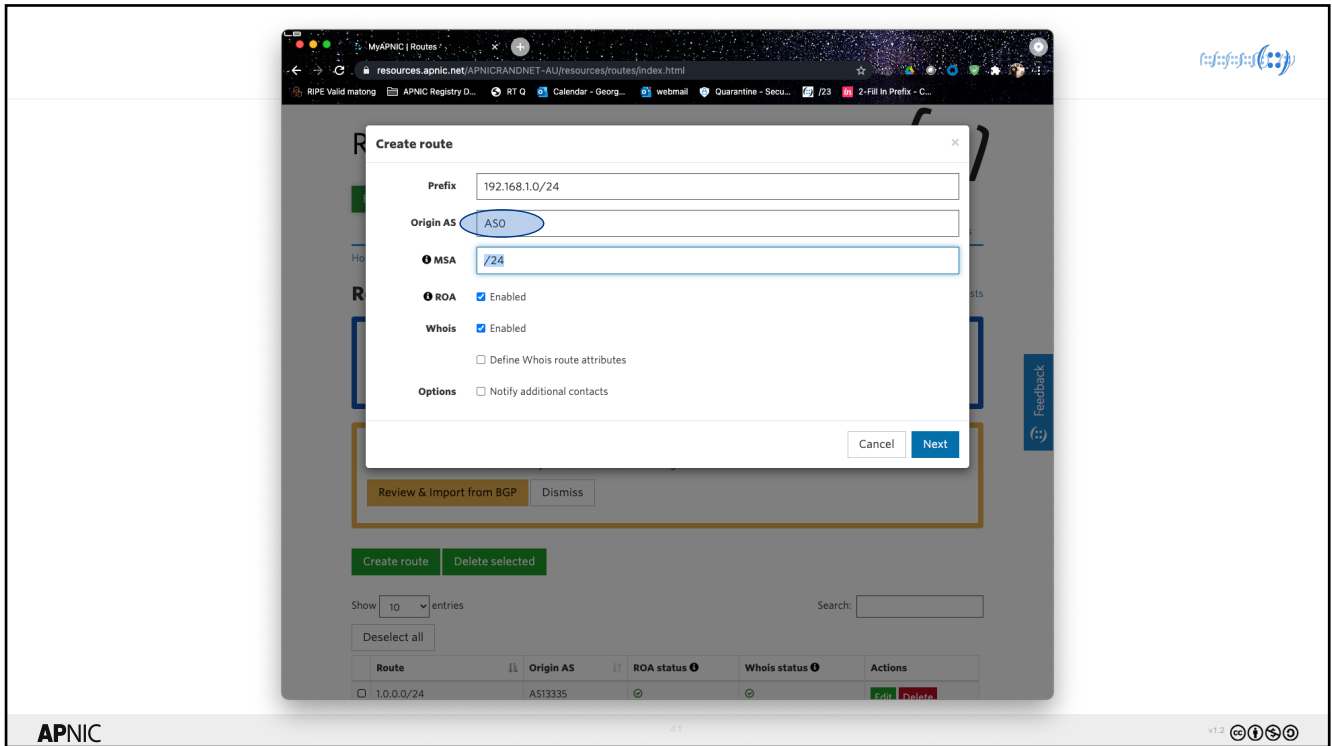 MyAPNIC | Routes
resources.apnic.net/APNICRANDNET-AU/resources/routes/index.html
RIPE Valid matong APNIC Registry D... RT Q Calendar - Georg... webmail Quarantine - Secu... /23 2-Fill In Prefix - C...
R
Create route ×
Prefix 192.168.1.0/24
Origin AS AS0
Ho
MSA /24
R
sts
ROA Enabled
Whois Enabled
Define Whois route attributes
Options Notify additional contacts
Feedback
Cancel Next
Review & Import from BGP Dismiss
Create route Delete selected
Show 10 entries Search:
Deselect all
Route Origin AS ROA status Whois status Actions
1.0.0.0/24 AS13335 Edit Delete
APNIC 41 v1.2